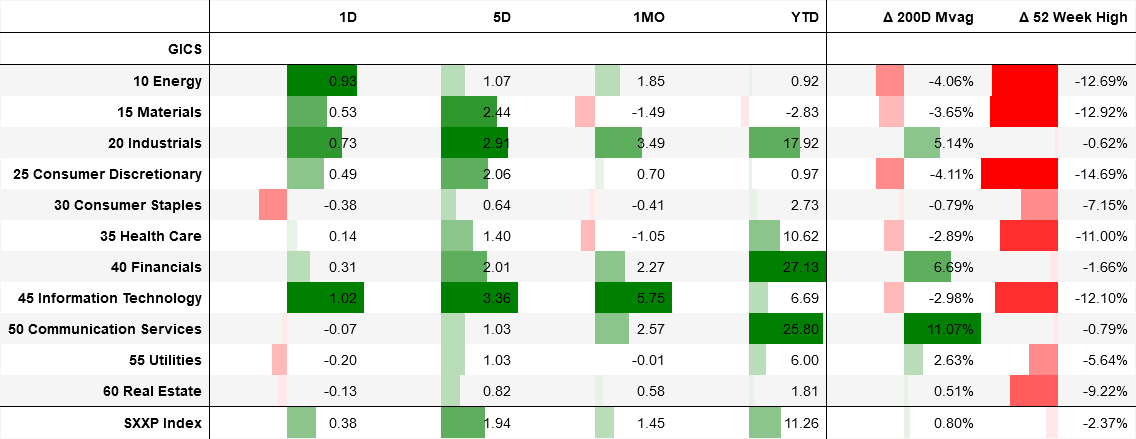 1D 5D 1MO YTD Δ 200D Mvag Δ 52 Week High
GICS
10 Energy 0.93 1.07 1.85 0.92 -4.06% -12.69%
15 Materials 0.53 2.44 -1.49 -2.83 -3.65% -12.92%
20 Industrials 0.73 2.91 3.49 17.92 5.14% -0.62%
25 Consumer Discretionary 0.49 2.06 0.70 0.97 -4.11% -14.69%
30 Consumer Staples -0.38 0.64 -0.41 2.73 -0.79% -7.15%
35 Health Care 0.14 1.40 -1.05 10.62 -2.89% -11.00%
40 Financials 0.31 2.01 2.27 27.13 6.69% -1.66%
45 Information Technology 1.02 3.36 5.75 6.69 -2.98% -12.10%
50 Communication Services -0.07 1.03 2.57 25.80 11.07% -0.79%
55 Utilities -0.20 1.03 -0.01 6.00 2.63% -5.64%
60 Real Estate -0.13 0.82 0.58 1.81 0.51% -9.22%
SXXP Index 0.38 1.94 1.45 11.26 0.80% -2.37%